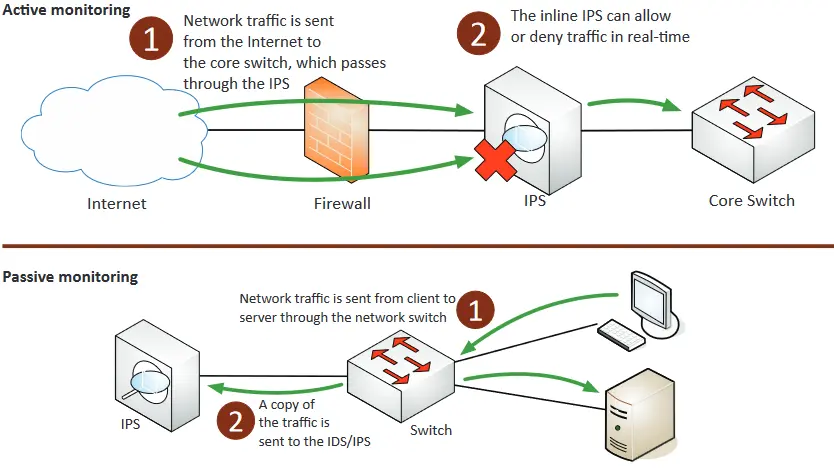 Active monitoring
1
Network traffic is sent
from the Internet to
the core switch, which passes
through the IPS
2
The inline IPS can allow
or deny traffic in real-time
Internet
Firewall
IPS
Core Switch
Passive monitoring
Network traffic is sent from client to
server through the network switch
1
2
A copy of
the traffic is
sent to the IDS/IPS
IPS
Switch